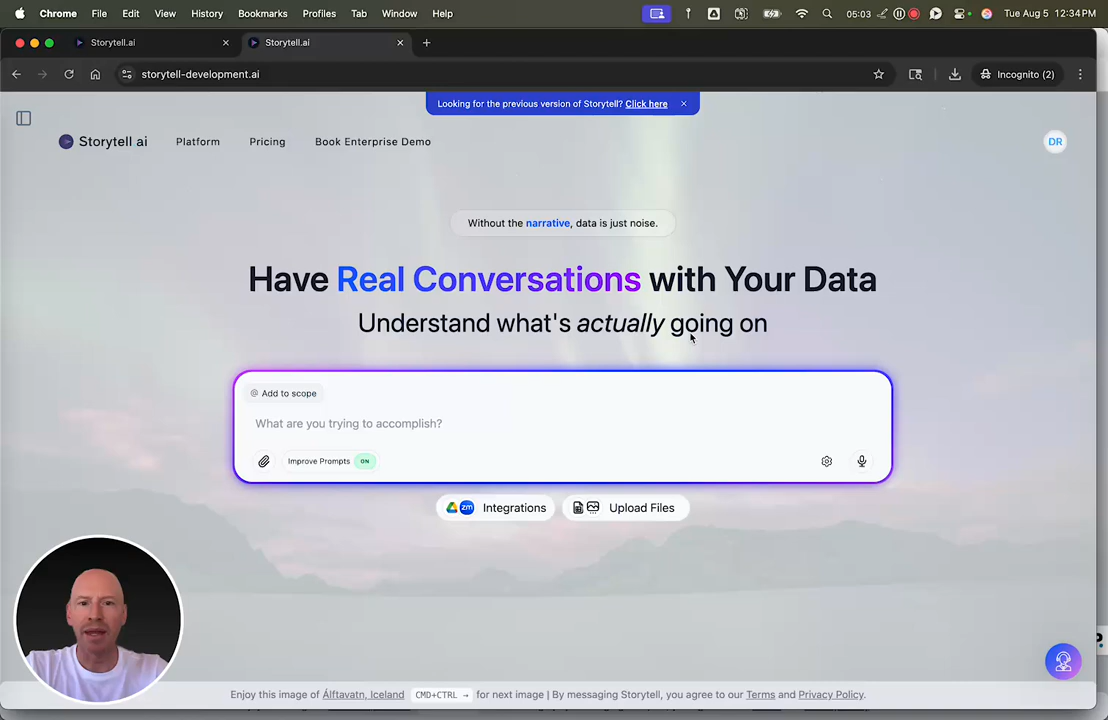 Chrome File Edit View History Bookmarks Profiles Tab Window Help 05:03 Tue Aug 5 12:34 PM
Storytell.ai
Storytell.ai
storytell-development.ai
Incognito (2)
Looking for the previous version of Storytell? Click here
Storytell.ai Platform Pricing Book Enterprise Demo DR
Without the narrative, data is just noise.
Have Real Conversations with Your Data
Understand what's actually going on
@ Add to scope
What are you trying to accomplish?
Improve Prompts ON
zm Integrations Upload Files
Enjoy this image of Álftavatn, Iceland CMD+CTRL → for next image | By messaging Storytell, you agree to our Terms and Privacy Policy.